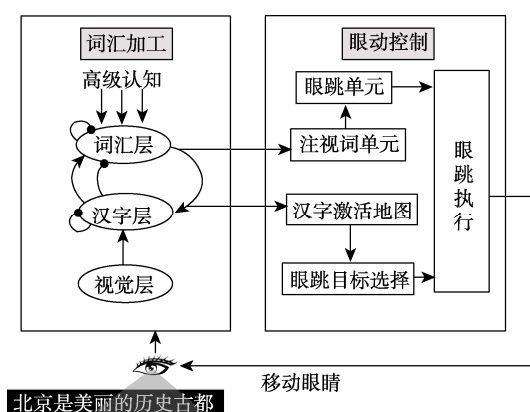 词汇加工
高级认知
词汇层
汉字层
视觉层
眼动控制
眼跳单元
注视词单元
汉字激活地图
眼跳目标选择
眼跳执行
移动眼睛
北京是美丽的历史古都